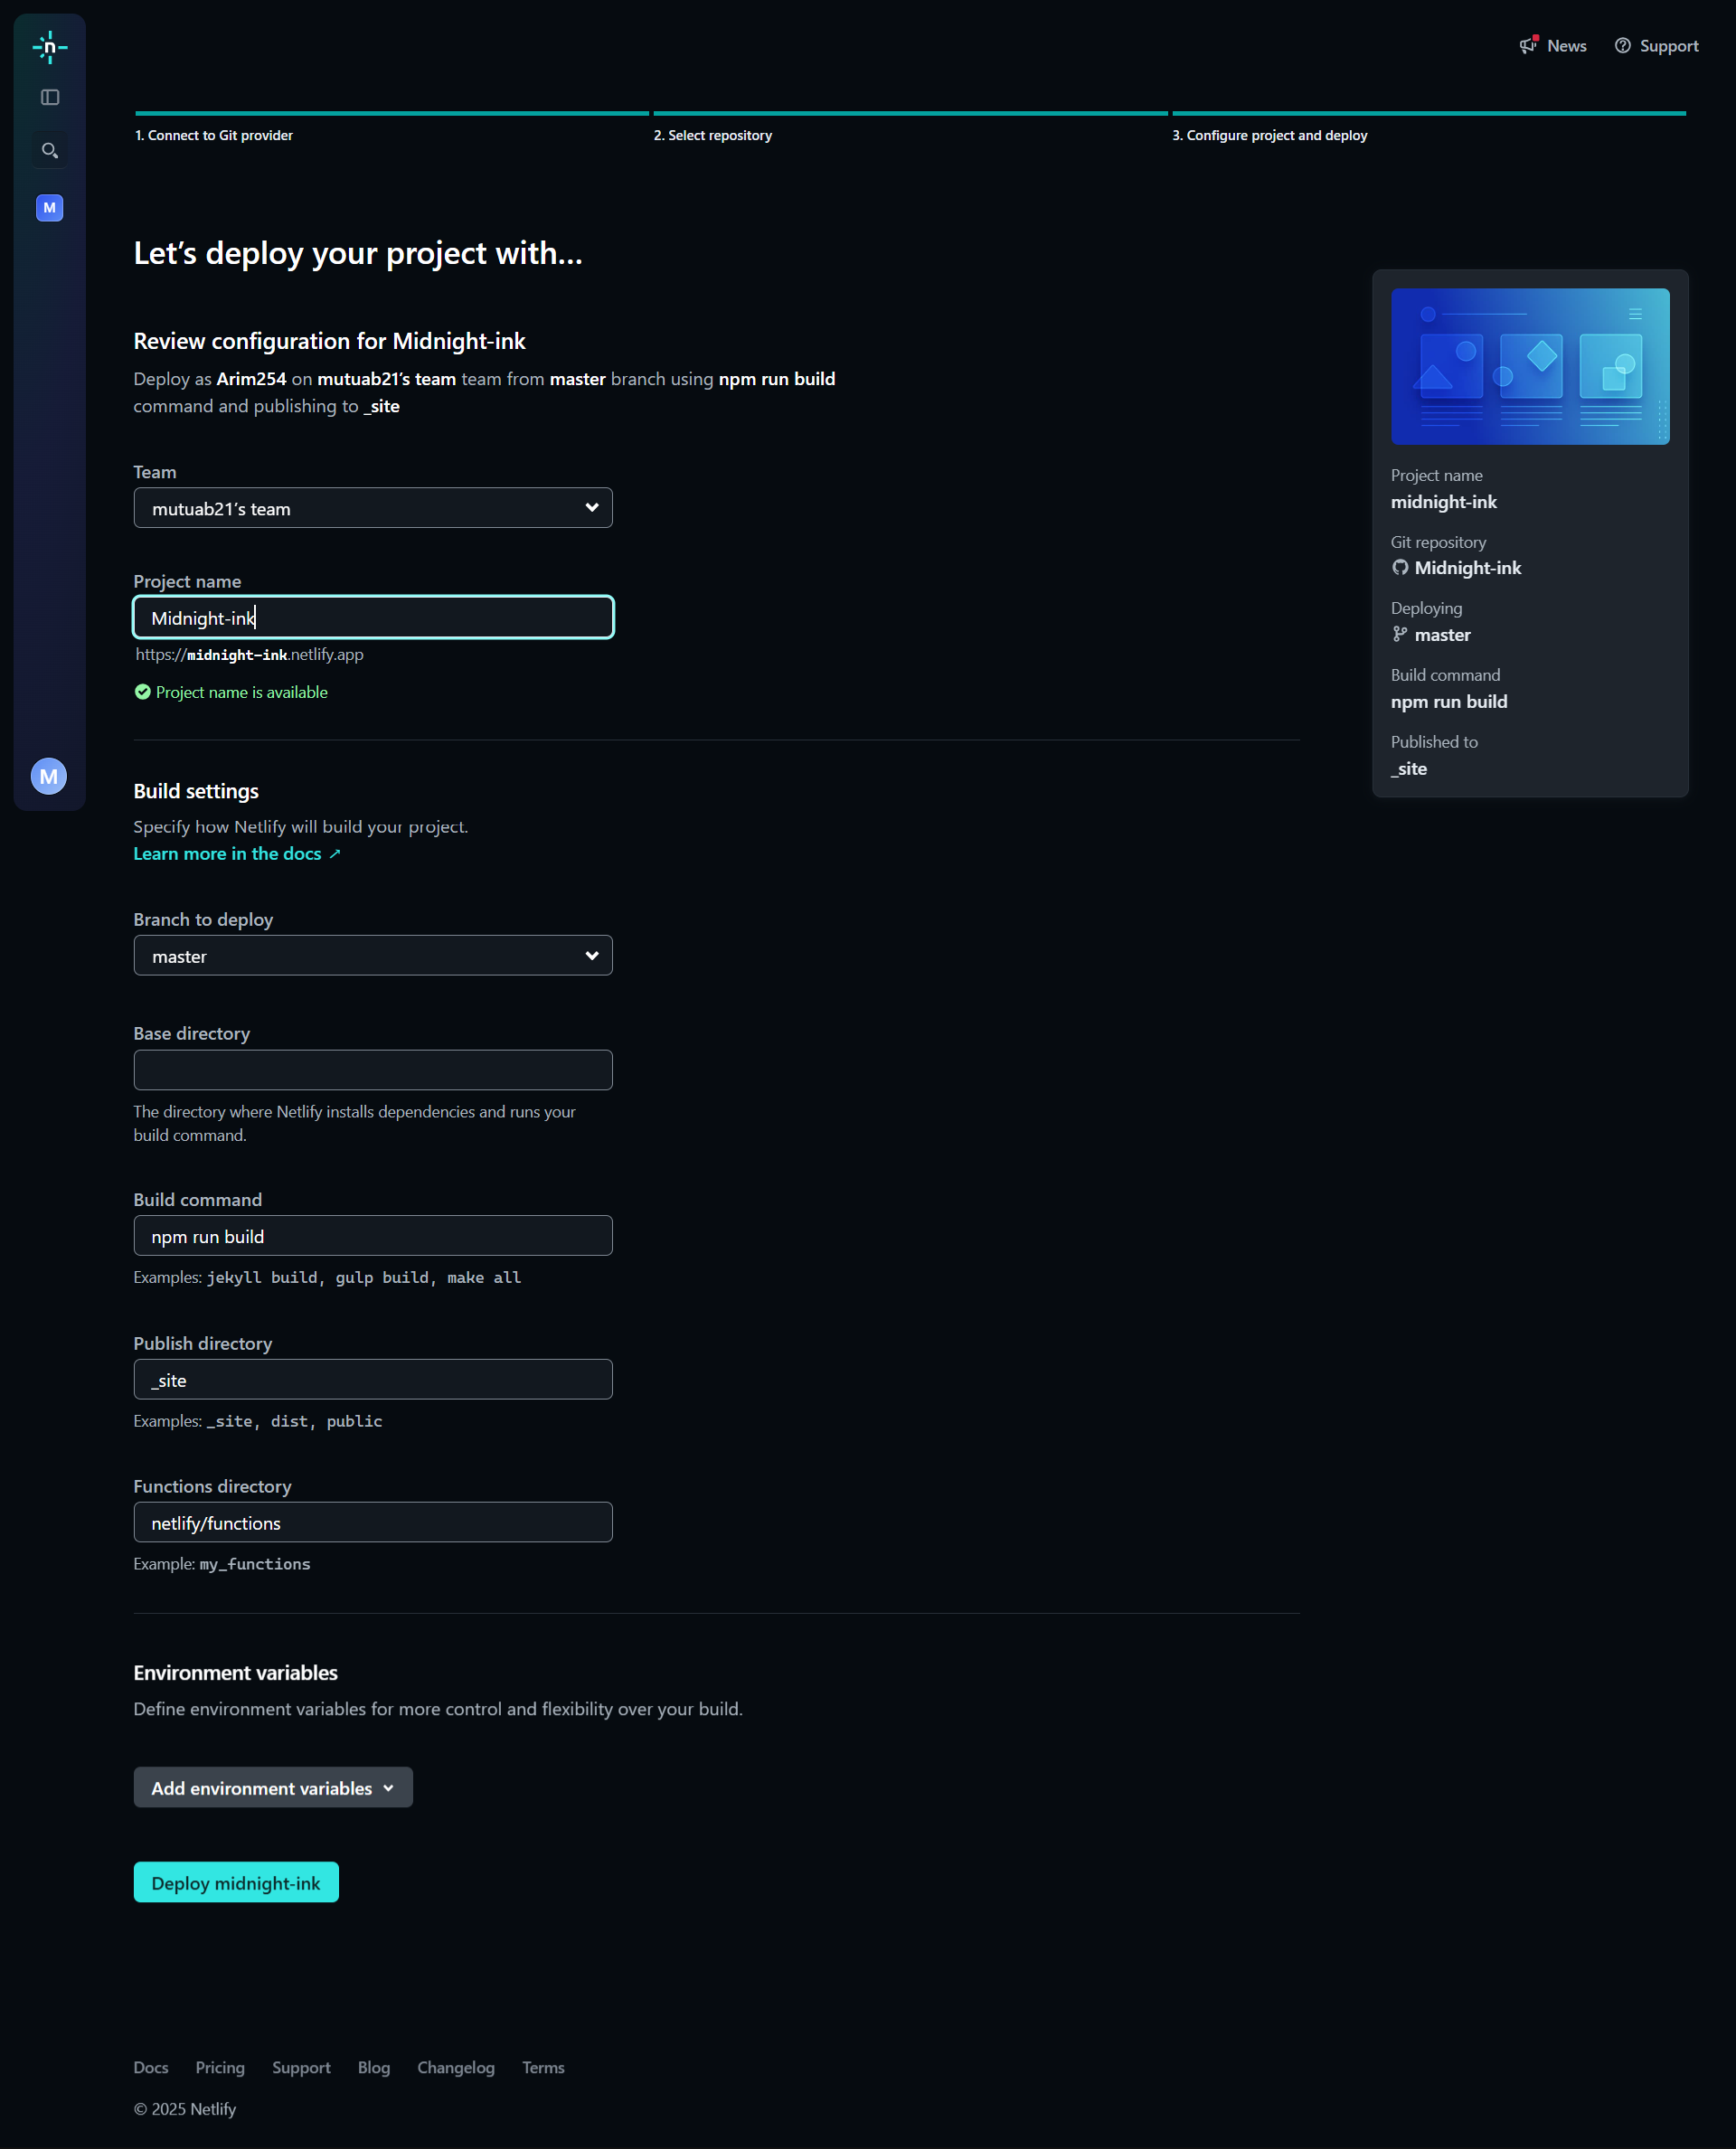 n
News
Support
1. Connect to Git provider
2. Select repository
3. Configure project and deploy
M
Let’s deploy your project with…
Review configuration for Midnight-ink
Deploy as Arim254 on mutuab21’s team team from master branch using npm run build
command and publishing to _site
Team
mutuab21’s team
Project name
Midnight-ink
https://midnight-ink.netlify.app
Project name is available
Project name
midnight-ink
Git repository
Midnight-ink
Deploying
master
Build command
npm run build
Published to
_site
M
Build settings
Specify how Netlify will build your project.
Learn more in the docs ↗
Branch to deploy
master
Base directory
The directory where Netlify installs dependencies and runs your
build command.
Build command
npm run build
Examples: jekyll build, gulp build, make all
Publish directory
_site
Examples: _site, dist, public
Functions directory
netlify/functions
Example: my_functions
Environment variables
Define environment variables for more control and flexibility over your build.
Add environment variables
Deploy midnight-ink
Docs Pricing Support Blog Changelog Terms
© 2025 Netlify